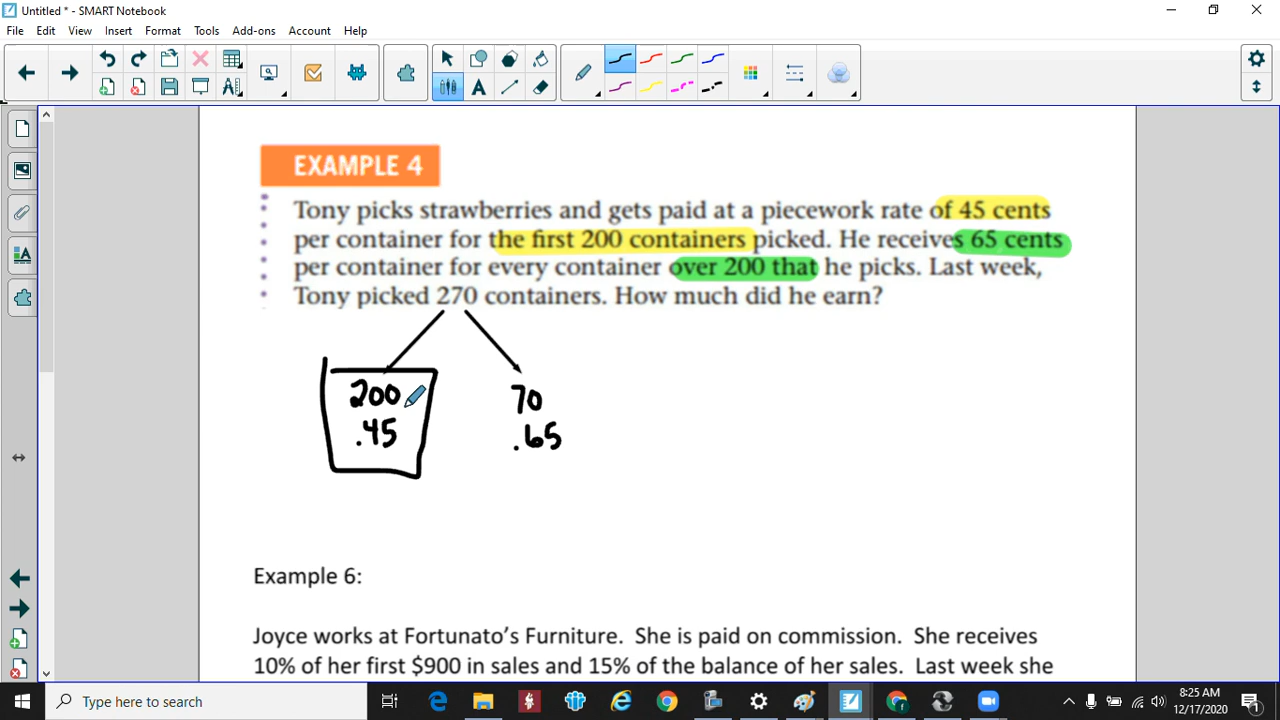 Untitled * - SMART Notebook
File Edit View Insert Format Tools Add-ons Account Help
EXAMPLE 4
Tony picks strawberries and gets paid at a piecework rate of 45 cents
per container for the first 200 containers picked. He receives 65 cents
per container for every container over 200 that he picks. Last week,
Tony picked 270 containers. How much did he earn?
200 70
.45 .65
Example 6:
Joyce works at Fortunato's Furniture. She is paid on commission. She receives
10% of her first $900 in sales and 15% of the balance of her sales. Last week she
Type here to search
8:25 AM
12/17/2020